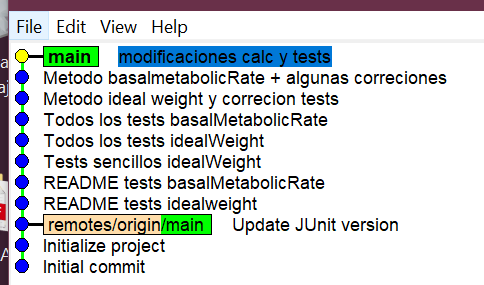 File Edit View Help
main modificaciones calc y tests
Metodo basalmetabolicRate + algunas correciones
Metodo ideal weight y correcion tests
Todos los tests basalMetabolicRate
Todos los tests idealWeight
Tests sencillos idealWeight
README tests basalMetabolicRate
README tests idealweight
remotes/origin/main Update JUnit version
Initialize project
Initial commit